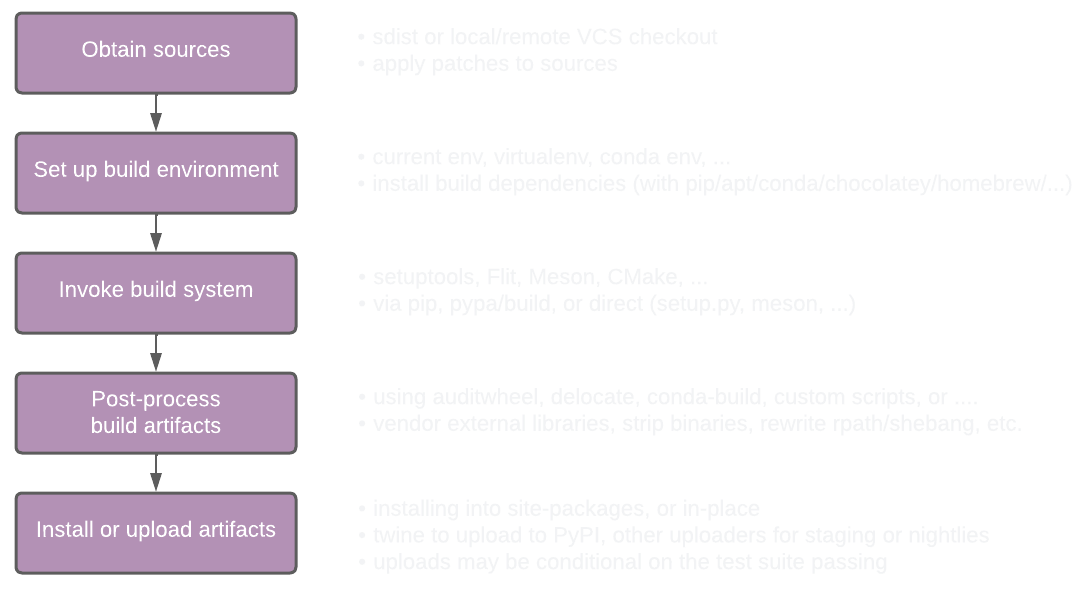 Obtain sources
• sdist or local/remote VCS checkout
• apply patches to sources
Set up build environment
• current env, virtualenv, conda env, ...
• install build dependencies (with pip/apt/conda/chocolatey/homebrew/...)
Invoke build system
• setuptools, Flit, Meson, CMake, ...
• via pip, pypa/build, or direct (setup.py, meson, ...)
Post-process
build artifacts
• using auditwheel, delocate, conda-build, custom scripts, or ....
• vendor external libraries, strip binaries, rewrite rpath/shebang, etc.
Install or upload artifacts
• installing into site-packages, or in-place
• twine to upload to PyPI, other uploaders for staging or nightlies
• uploads may be conditional on the test suite passing